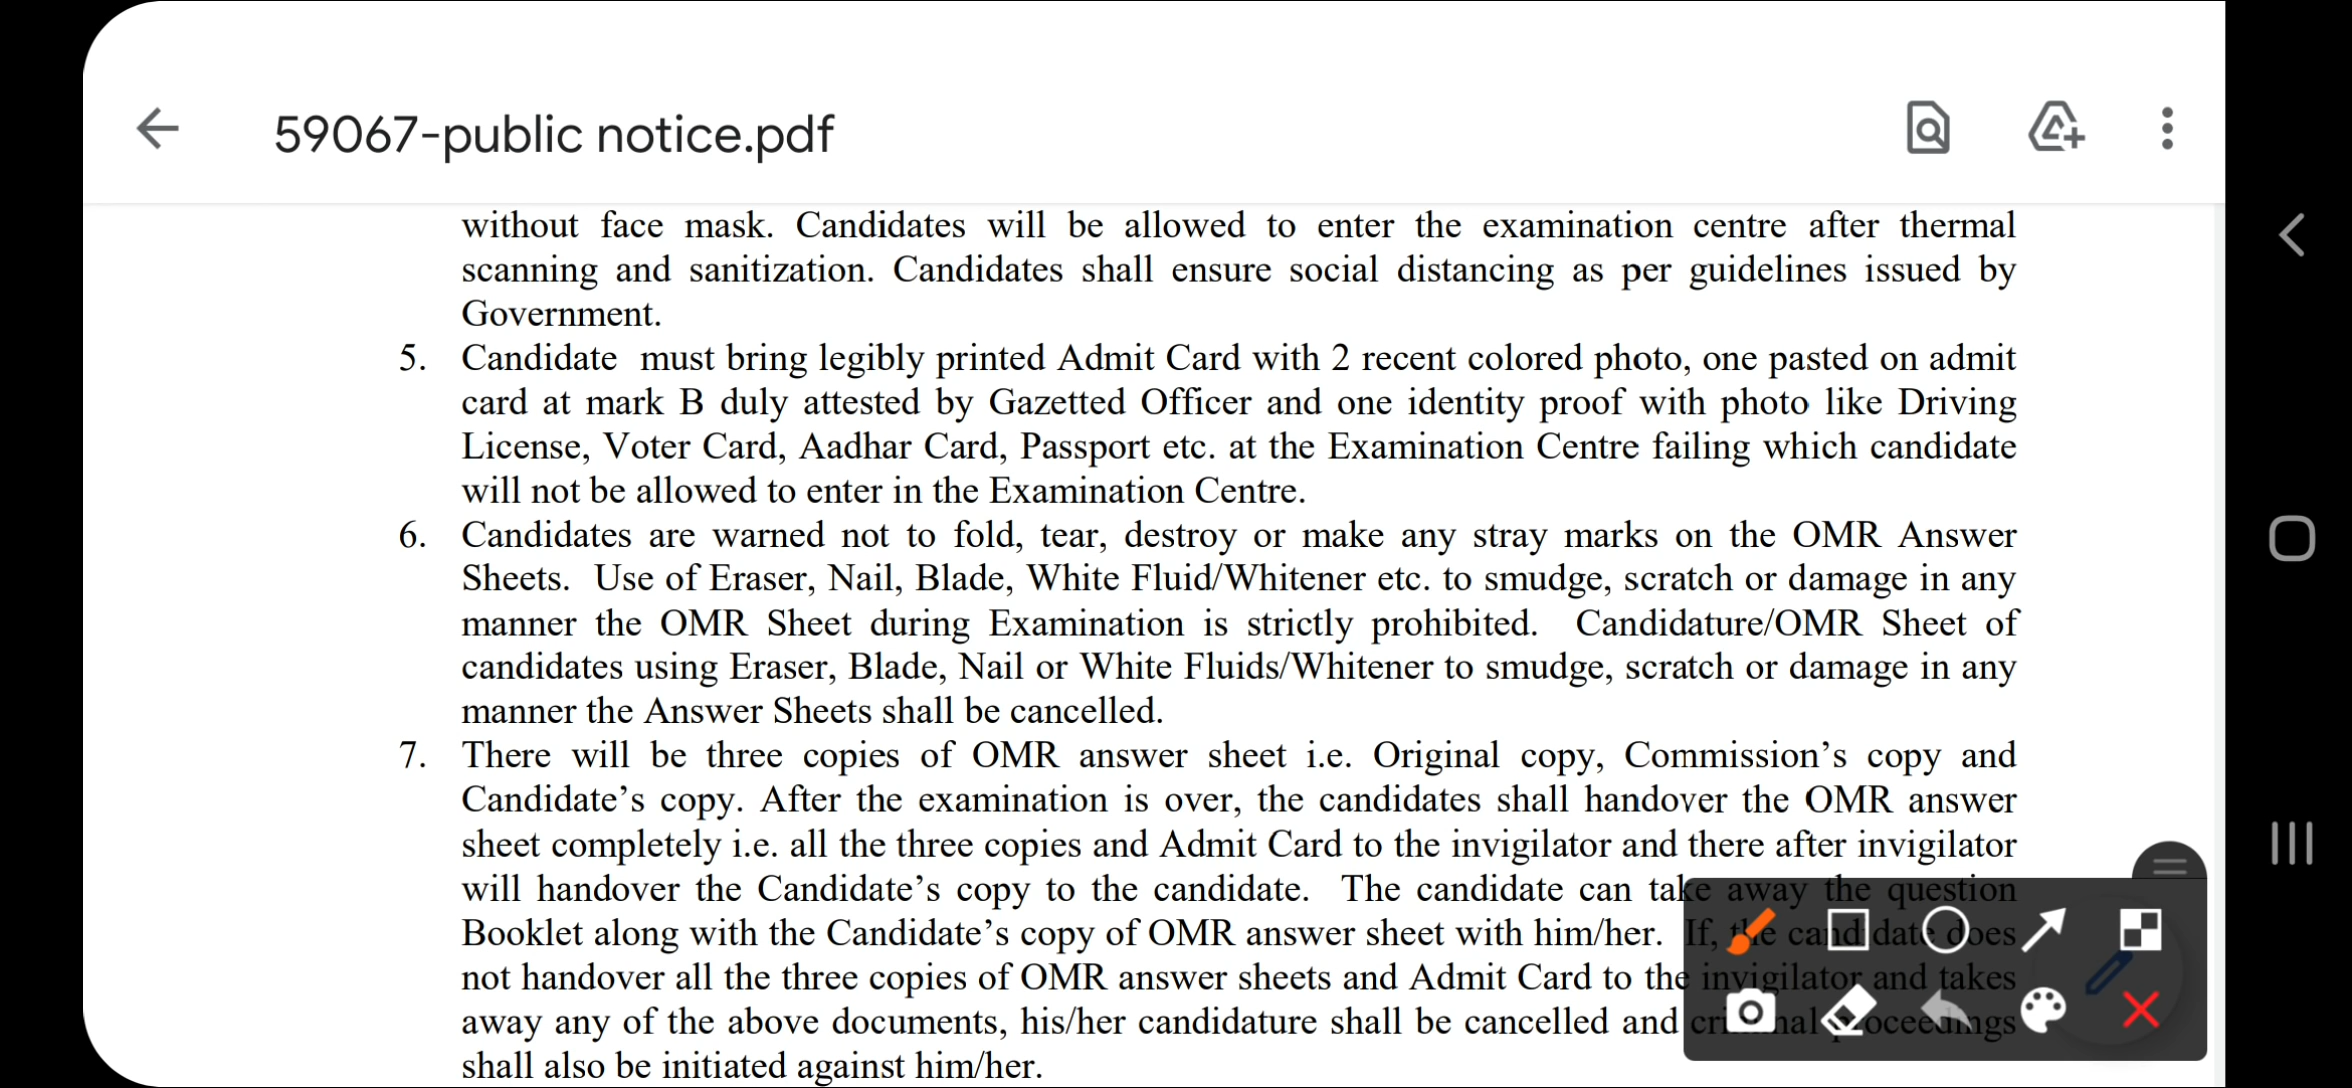 59067-public notice.pdf
without face mask. Candidates will be allowed to enter the examination centre after thermal
scanning and sanitization. Candidates shall ensure social distancing as per guidelines issued by
Government.
5. Candidate must bring legibly printed Admit Card with 2 recent colored photo, one pasted on admit
card at mark B duly attested by Gazetted Officer and one identity proof with photo like Driving
License, Voter Card, Aadhar Card, Passport etc. at the Examination Centre failing which candidate
will not be allowed to enter in the Examination Centre.
6. Candidates are warned not to fold, tear, destroy or make any stray marks on the OMR Answer
Sheets. Use of Eraser, Nail, Blade, White Fluid/Whitener etc. to smudge, scratch or damage in any
manner the OMR Sheet during Examination is strictly prohibited. Candidature/OMR Sheet of
candidates using Eraser, Blade, Nail or White Fluids/Whitener to smudge, scratch or damage in any
manner the Answer Sheets shall be cancelled.
7. There will be three copies of OMR answer sheet i.e. Original copy, Commission's copy and
Candidate's copy. After the examination is over, the candidates shall handover the OMR answer
sheet completely i.e. all the three copies and Admit Card to the invigilator and there after invigilator
will handover the Candidate's copy to the candidate. The candidate can take away the question
Booklet along with the Candidate's copy of OMR answer sheet with him/her. If, the candidate does
not handover all the three copies of OMR answer sheets and Admit Card to the invigilator and takes
away any of the above documents, his/her candidature shall be cancelled and criminal proceedings
shall also be initiated against him/her.